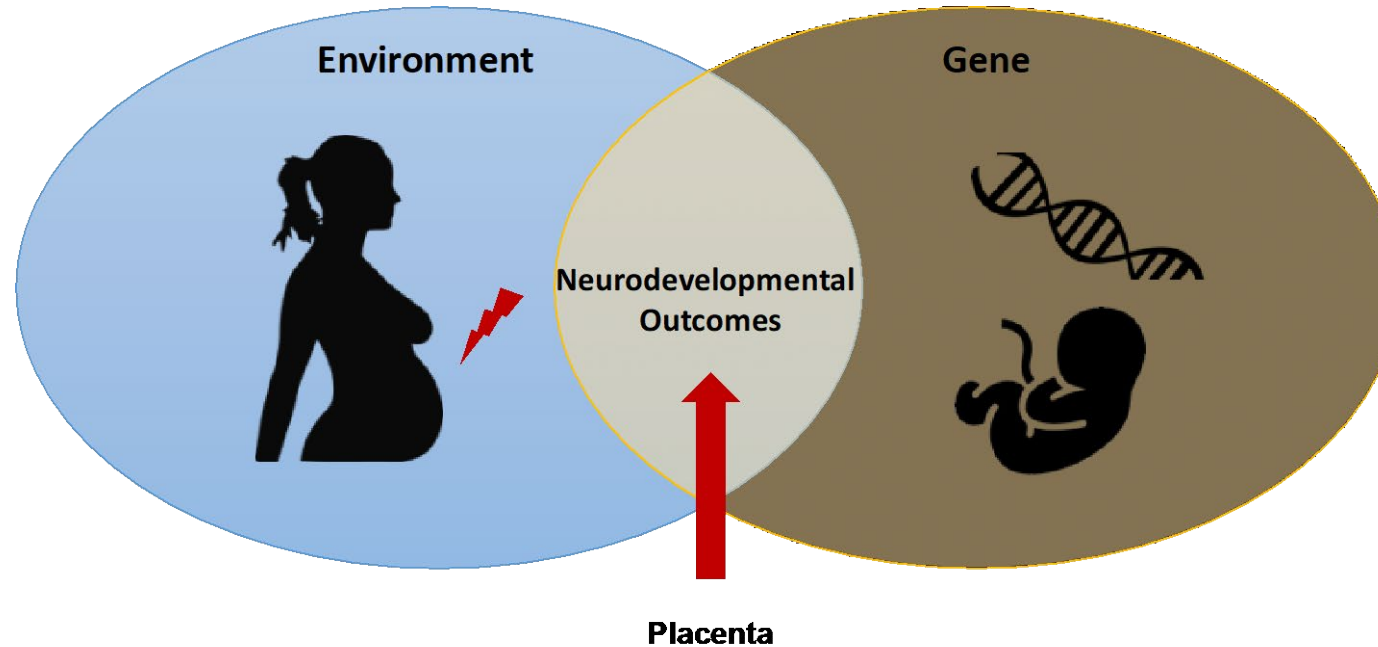 Environment
Gene
Neurodevelopmental
Outcomes
Placenta